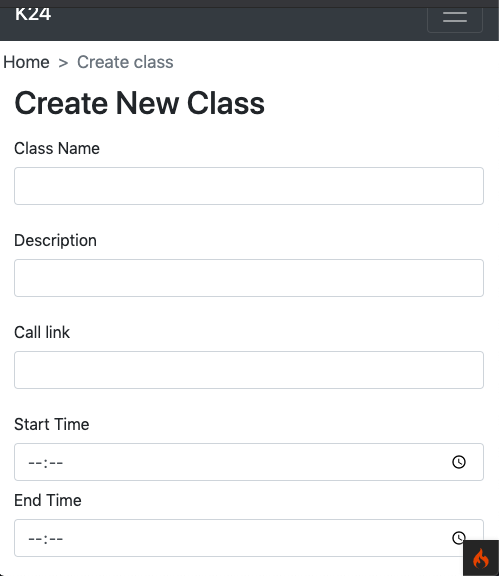 K24
Home > Create class
Create New Class
Class Name
Description
Call link
Start Time
--:--
End Time
--:--